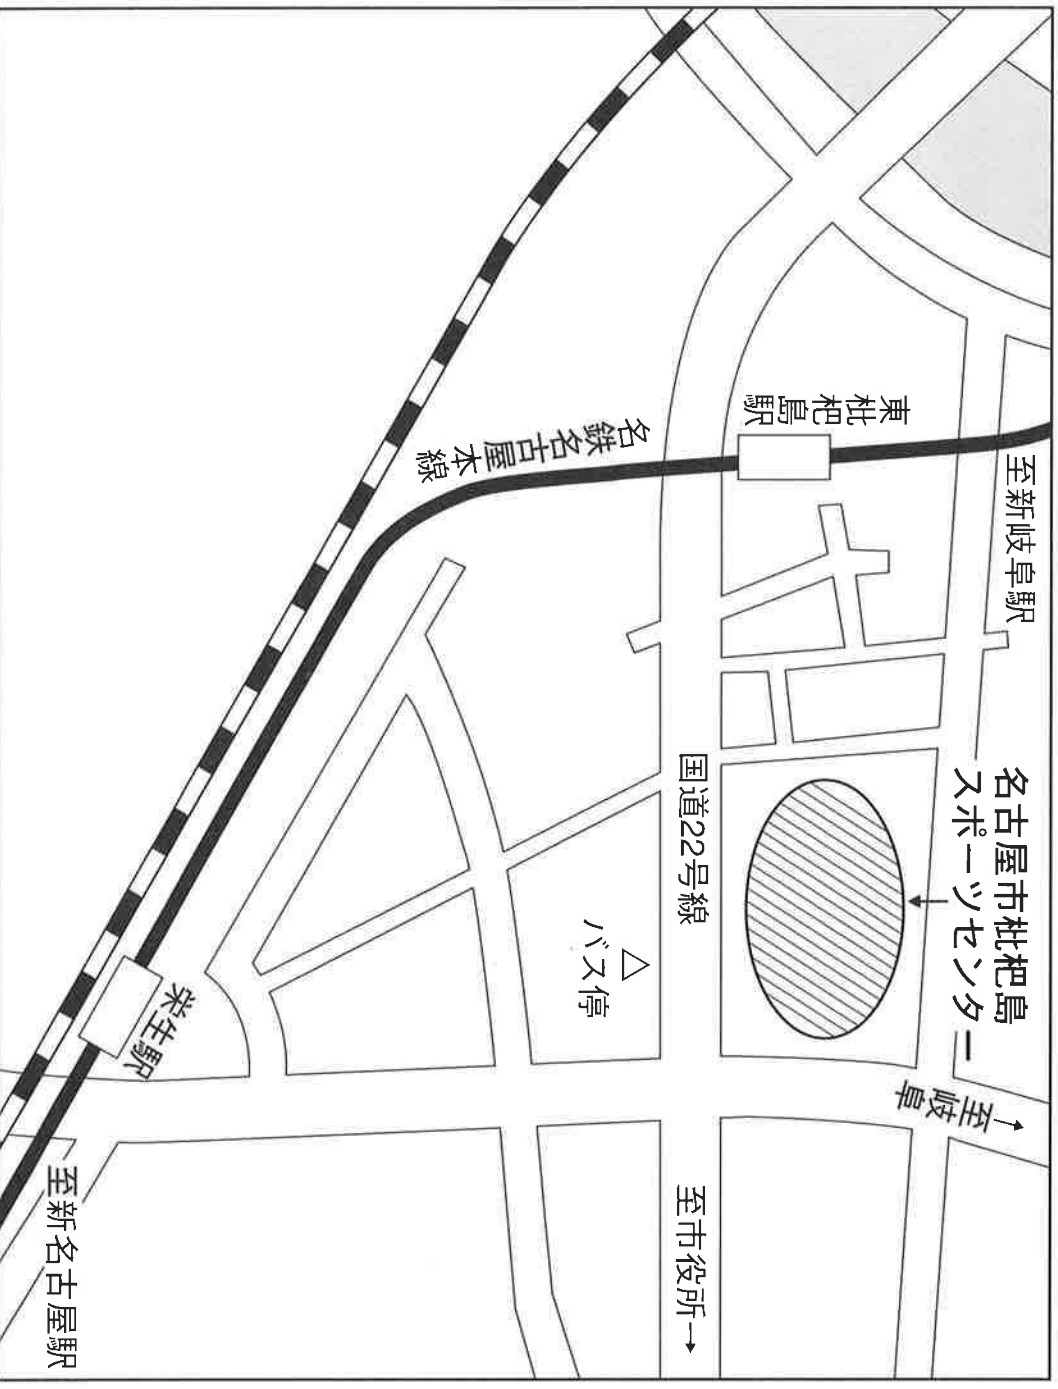 至岐阜
↑
名古屋市枇杷島
スポーツセンター
至新岐阜駅
東枇杷島駅
名鉄名古屋本線
国道22号線
至市役所→
バス停
栄生駅
至新名古屋駅